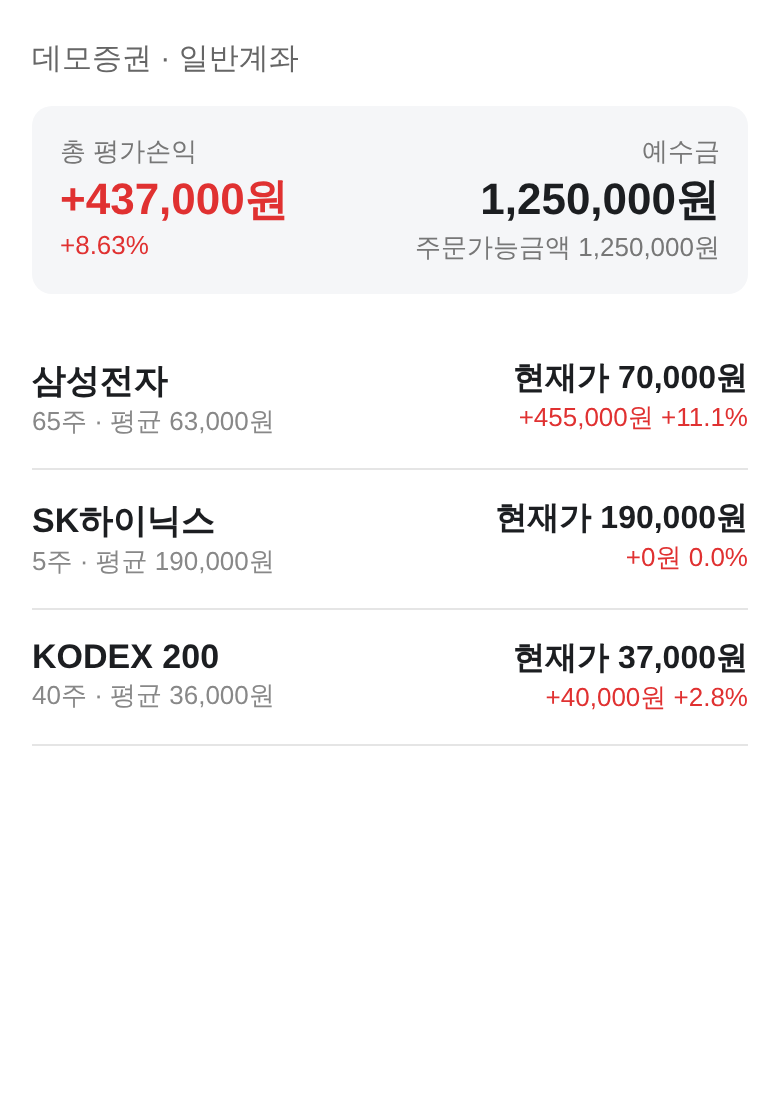 데모증권 · 일반계좌
총 평가손익 예수금
+437,000원 1,250,000원
+8.63% 주문가능금액 1,250,000원
삼성전자 현재가 70,000원
65주 · 평균 63,000원 +455,000원 +11.1%
SK하이닉스 현재가 190,000원
5주 · 평균 190,000원 +0원 0.0%
KODEX 200 현재가 37,000원
40주 · 평균 36,000원 +40,000원 +2.8%